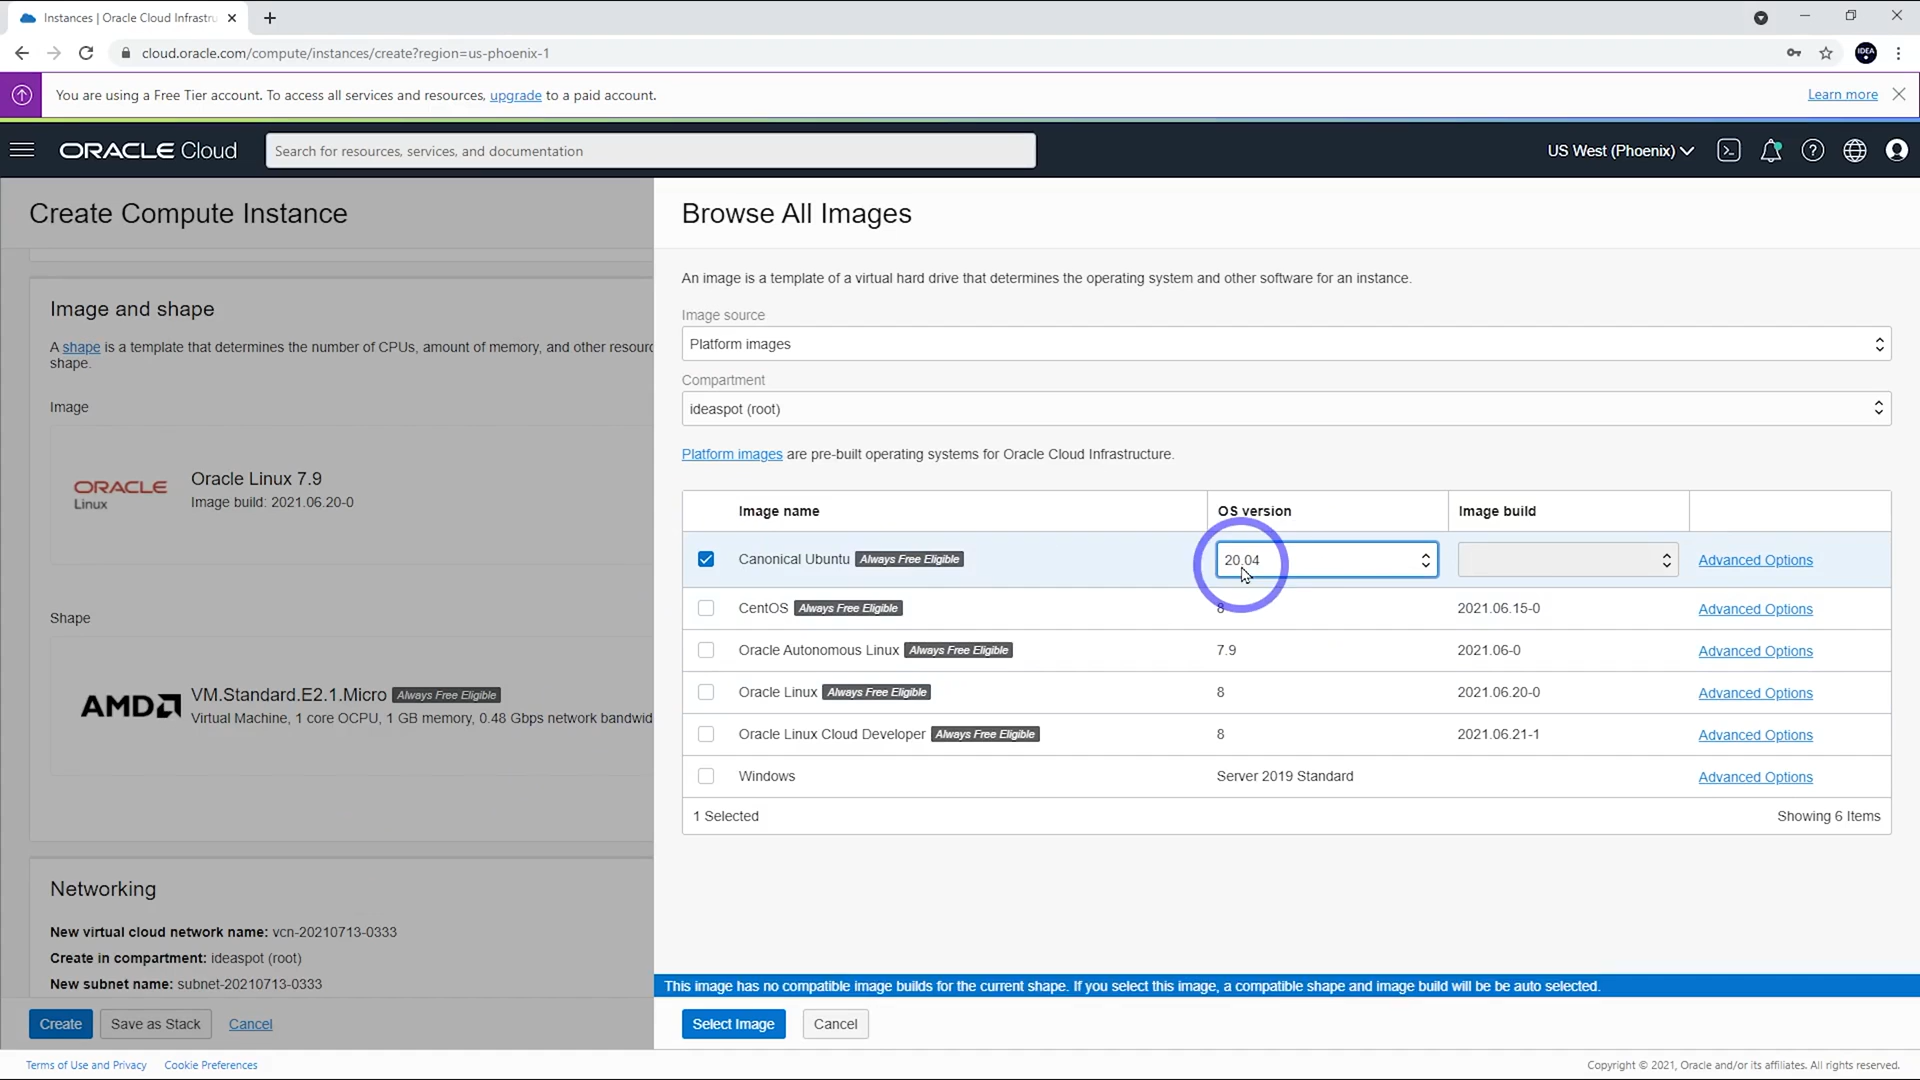 Instances | Oracle Cloud Infrastru
cloud.oracle.com/compute/instances/create?region=us-phoenix-1
IDEA
You are using a Free Tier account. To access all services and resources, upgrade to a paid account.
Learn more
ORACLE Cloud
Search for resources, services, and documentation
US West (Phoenix)
Create Compute Instance
Image and shape
A shape is a template that determines the number of CPUs, amount of memory, and other resourc
shape.
Image
ORACLE
Linux
Oracle Linux 7.9
Image build: 2021.06.20-0
Shape
AMD
VM.Standard.E2.1.Micro Always Free Eligible
Virtual Machine, 1 core OCPU, 1 GB memory, 0.48 Gbps network bandwid
Networking
New virtual cloud network name: vcn-20210713-0333
Create in compartment: ideaspot (root)
New subnet name: subnet-20210713-0333
Create
Save as Stack
Cancel
Browse All Images
An image is a template of a virtual hard drive that determines the operating system and other software for an instance.
Image source
Platform images
Compartment
ideaspot (root)
Platform images are pre-built operating systems for Oracle Cloud Infrastructure.
Image name OS version Image build
Canonical Ubuntu Always Free Eligible 20.04 Advanced Options
CentOS Always Free Eligible 8 2021.06.15-0 Advanced Options
Oracle Autonomous Linux Always Free Eligible 7.9 2021.06-0 Advanced Options
Oracle Linux Always Free Eligible 8 2021.06.20-0 Advanced Options
Oracle Linux Cloud Developer Always Free Eligible 8 2021.06.21-1 Advanced Options
Windows Server 2019 Standard Advanced Options
1 Selected Showing 6 Items
This image has no compatible image builds for the current shape. If you select this image, a compatible shape and image build will be be auto selected.
Select Image
Cancel
Terms of Use and Privacy
Cookie Preferences
Copyright © 2021, Oracle and/or its affiliates. All rights reserved.